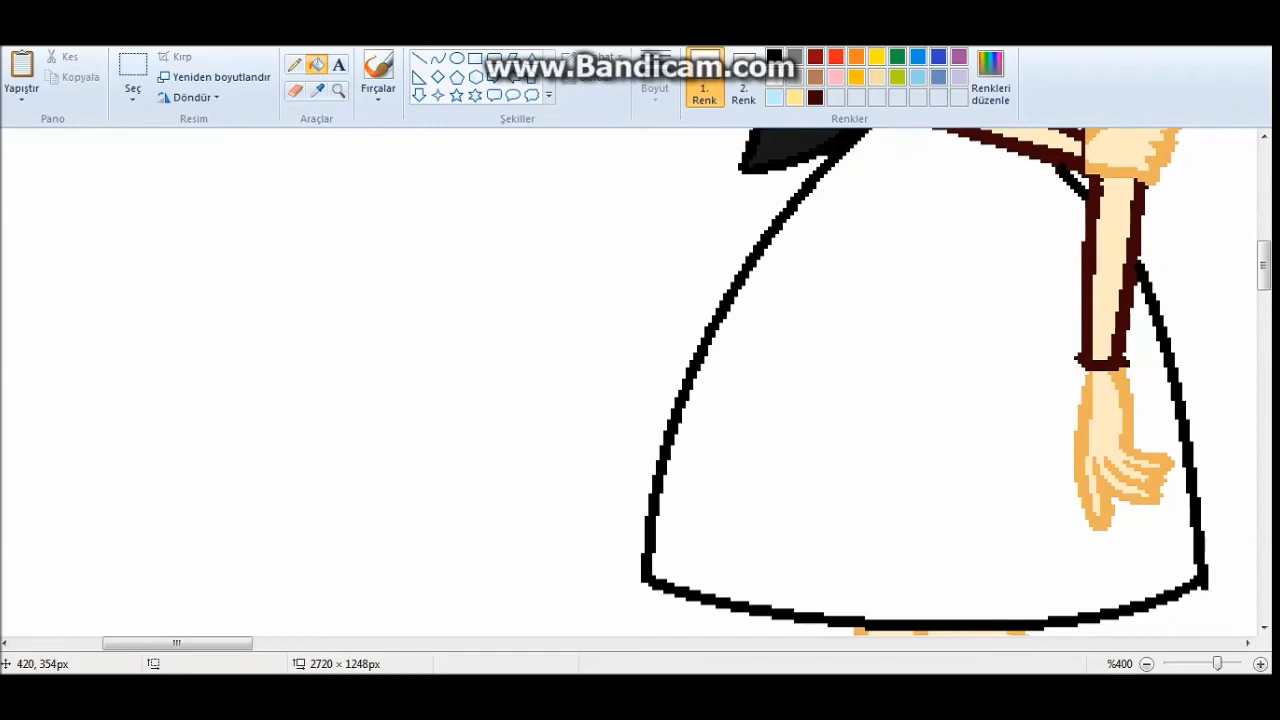 www.Bandicam.com
Kes
Kopyala
Yapıştır
Pano
Seç
Kırp
Yeniden boyutlandır
Döndür
Resim
A
Araçlar
Fırçalar
Şekiller
Boyut
1. Renk
2. Renk
Renkler
Renkleri düzenle
420, 354px
2720 × 1248px
%400